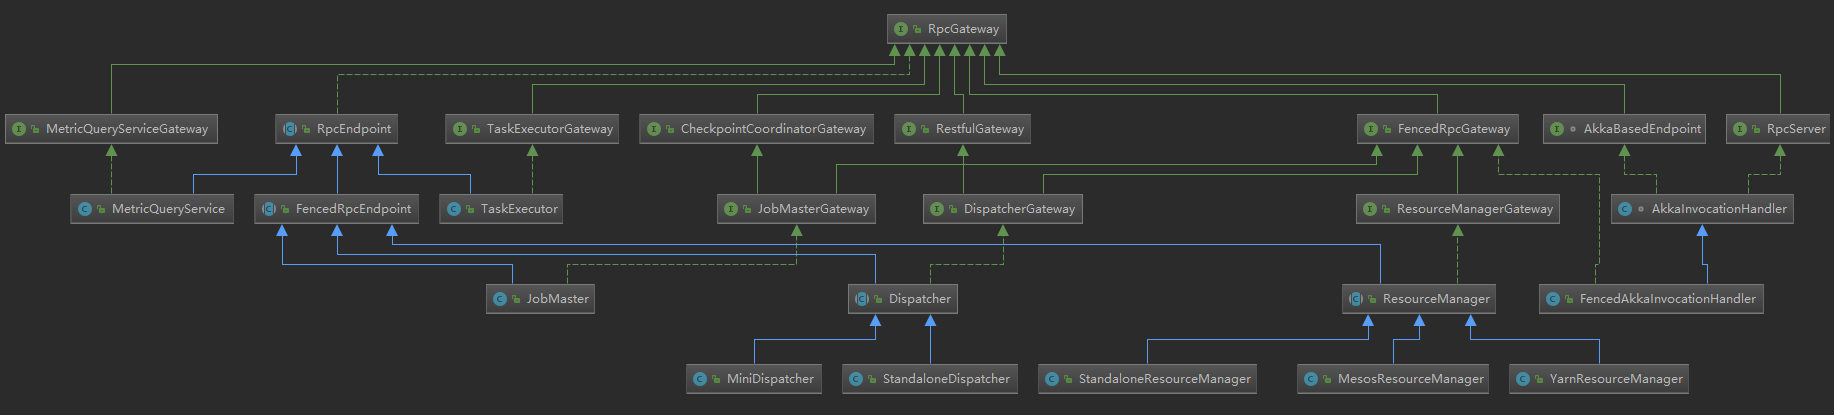 RpcGateway
MetricQueryServiceGateway
RpcEndpoint
TaskExecutorGateway
CheckpointCoordinatorGateway
RestfulGateway
FencedRpcGateway
AkkaBasedEndpoint
RpcServer
MetricQueryService
FencedRpcEndpoint
TaskExecutor
JobMasterGateway
DispatcherGateway
ResourceManagerGateway
AkkaInvocationHandler
JobMaster
Dispatcher
ResourceManager
FencedAkkaInvocationHandler
MiniDispatcher
StandaloneDispatcher
StandaloneResourceManager
MesosResourceManager
YarnResourceManager